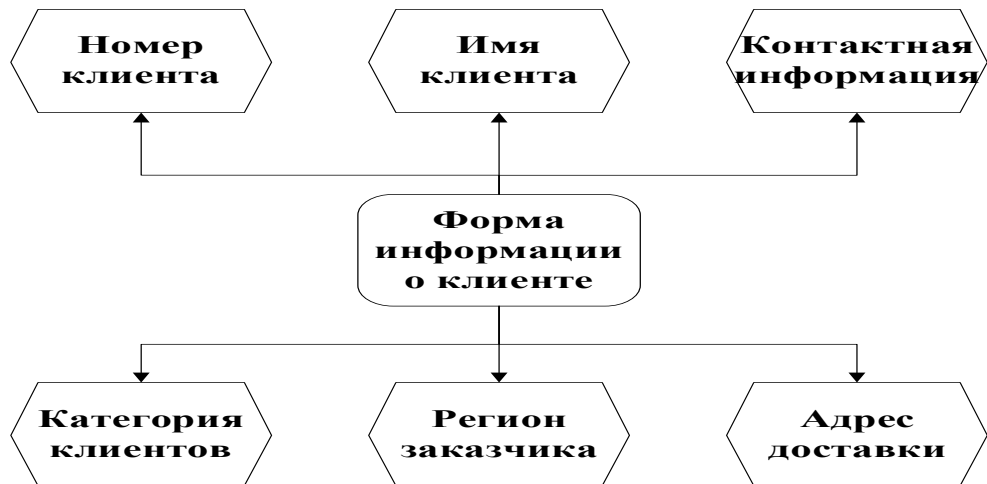 Номер
клиента
Имя
клиента
Контактная
информация
Форма
информации
о клиенте
Категория
клиентов
Регион
заказчика
Адрес
доставки